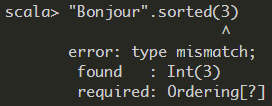 scala> "Bonjour".sorted(3)
^
error: type mismatch;
found : Int(3)
required: Ordering[?]